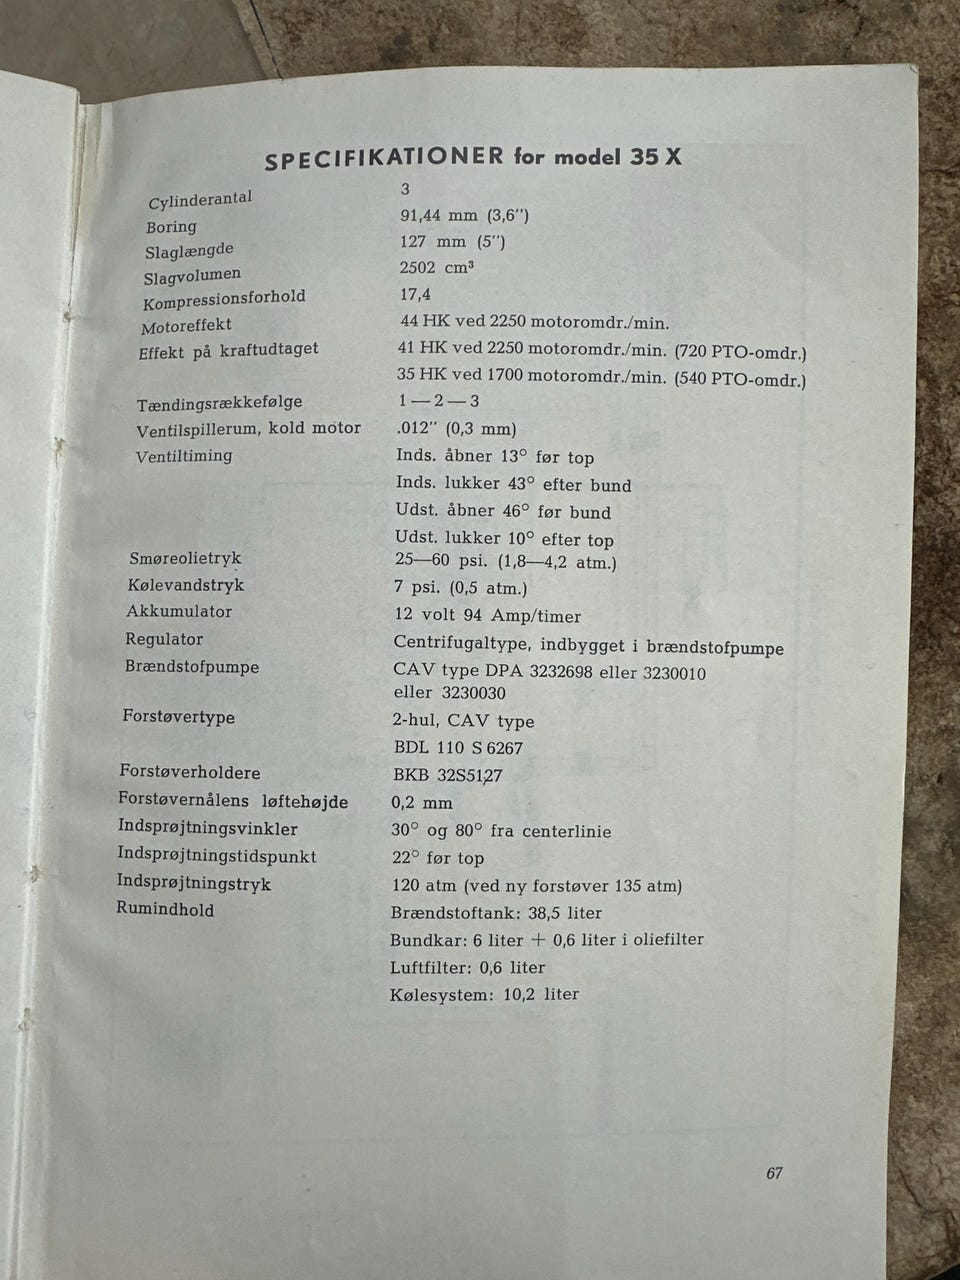 SPECIFIKATIONER for model 35 X
Cylinderantal 3
Boring 91,44 mm (3,6")
Slaglængde 127 mm (5")
Slagvolumen 2502 cm³
Kompressionsforhold 17,4
Motoreffekt 44 HK ved 2250 motoromdr./min.
Effekt på kraftudtaget 41 HK ved 2250 motoromdr./min. (720 PTO-omdr.)
35 HK ved 1700 motoromdr./min. (540 PTO-omdr.)
Tændingsrækkefølge 1 — 2 — 3
Ventilspillerum, kold motor .012" (0,3 mm)
Ventiltiming Inds. åbner 13° før top
Inds. lukker 43° efter bund
Udst. åbner 46° før bund
Udst. lukker 10° efter top
Smøreolietryk 25—60 psi. (1,8—4,2 atm.)
Kølevandstryk 7 psi. (0,5 atm.)
Akkumulator 12 volt 94 Amp/timer
Regulator Centrifugaltype, indbygget i brændstofpumpe
Brændstofpumpe CAV type DPA 3232698 eller 3230010
eller 3230030
Forstøvertype 2-hul, CAV type
BDL 110 S 6267
Forstøverholdere BKB 32S5127
Forstøvernålens løftehøjde 0,2 mm
Indsprøjtningsvinkler 30° og 80° fra centerlinie
Indsprøjtningstidspunkt 22° før top
Indsprøjtningstryk 120 atm (ved ny forstøver 135 atm)
Rumindhold Brændstoftank: 38,5 liter
Bundkar: 6 liter + 0,6 liter i oliefilter
Luftfilter: 0,6 liter
Kølesystem: 10,2 liter
67